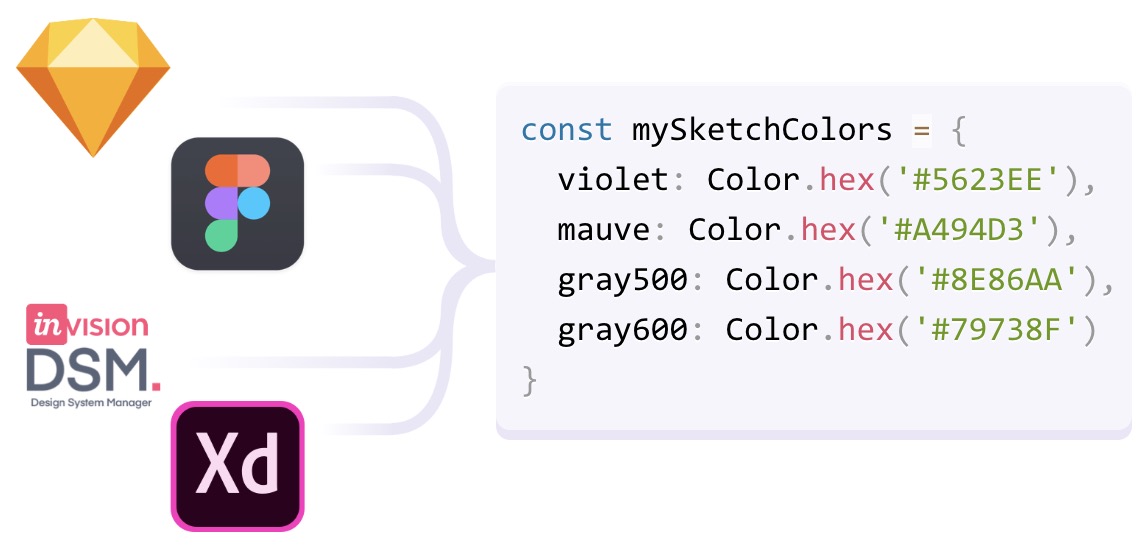 inVISION
DSM.
Design System Manager
Xd
const mySketchColors = {
  violet: Color.hex('#5623EE'),
  mauve: Color.hex('#A494D3'),
  gray500: Color.hex('#8E86AA'),
  gray600: Color.hex('#79738F')
}